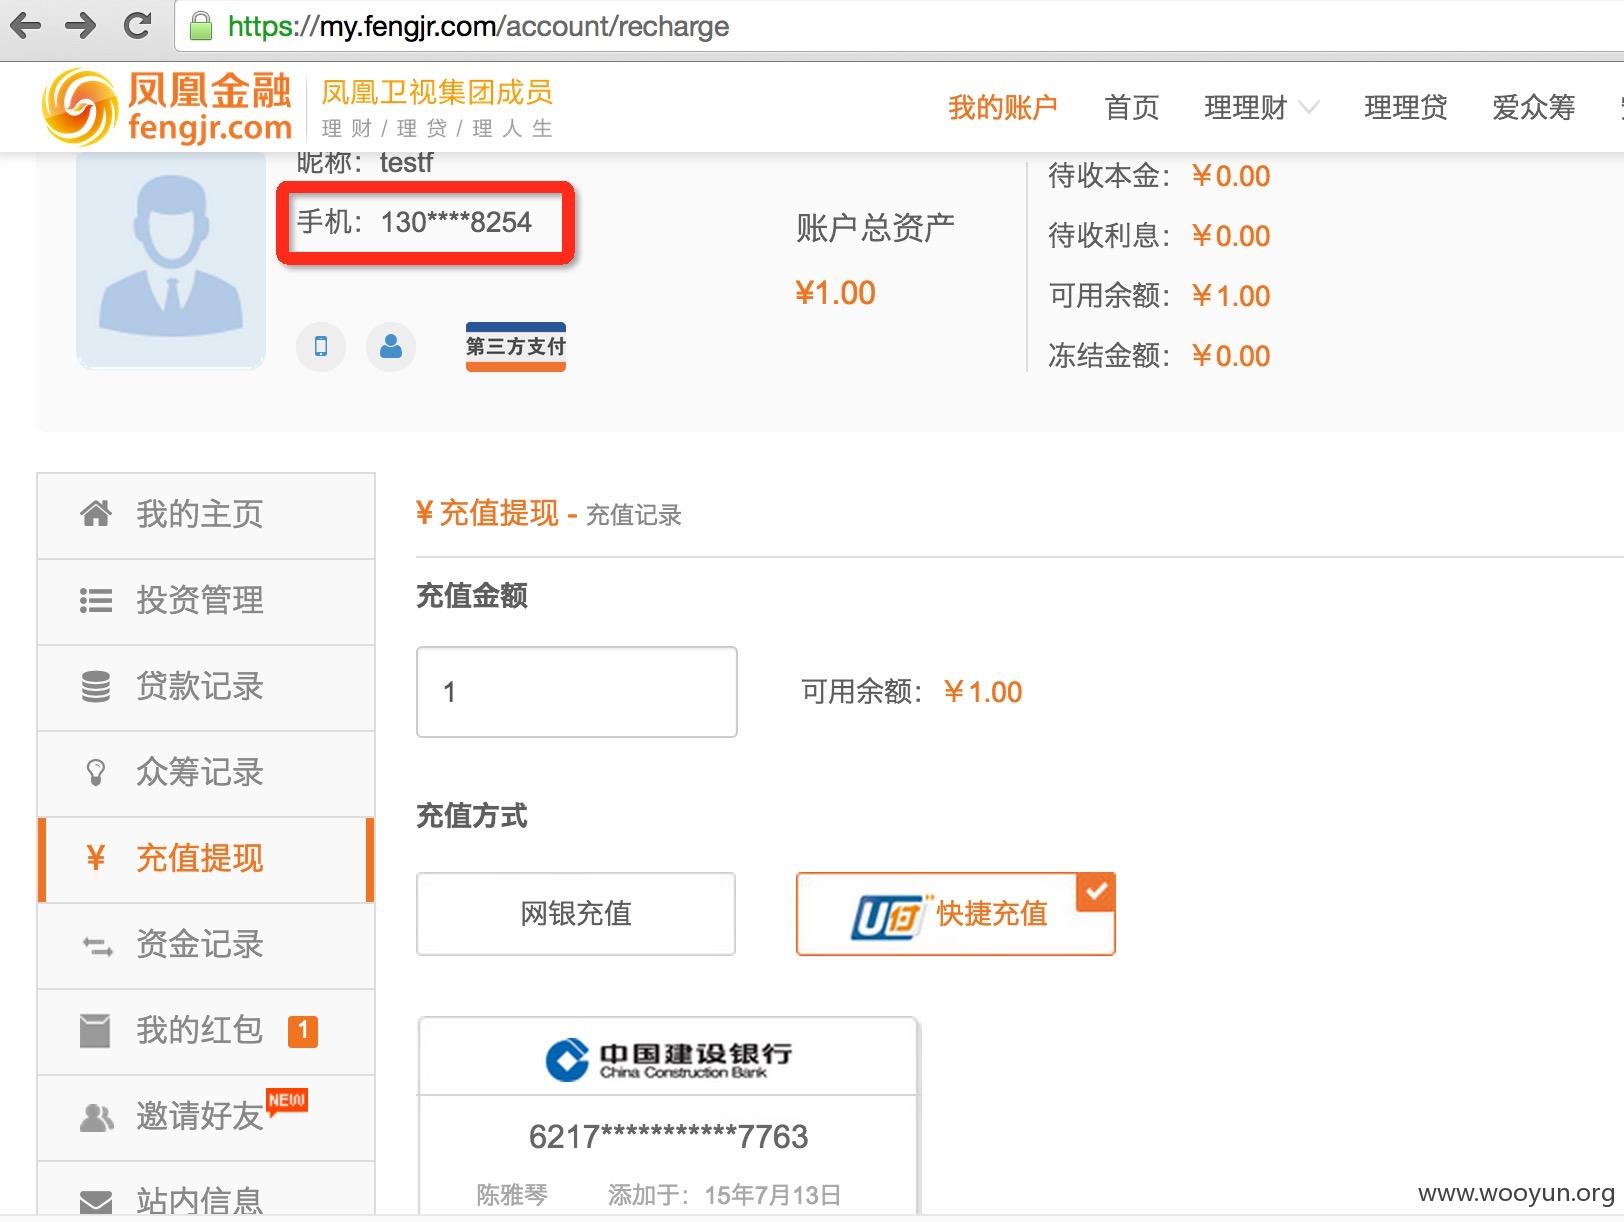 https://my.fengjr.com/account/recharge
凤凰金融
fengjr.com
凤凰卫视集团成员
理财/理贷/理人生
我的账户 首页 理理财 理理贷 爱众筹
昵称：testf
手机：130****8254
第三方支付
账户总资产
¥1.00
待收本金：￥0.00
待收利息：￥0.00
可用余额：￥1.00
冻结金额：￥0.00
我的主页
投资管理
贷款记录
众筹记录
¥ 充值提现
资金记录
我的红包 1
邀请好友 NEW
站内信息
¥充值提现 - 充值记录
充值金额
1
可用余额：￥1.00
充值方式
网银充值
U付 快捷充值
中国建设银行
China Construction Bank
6217***********7763
陈雅琴 添加于：15年7月13日
www.wooyun.org